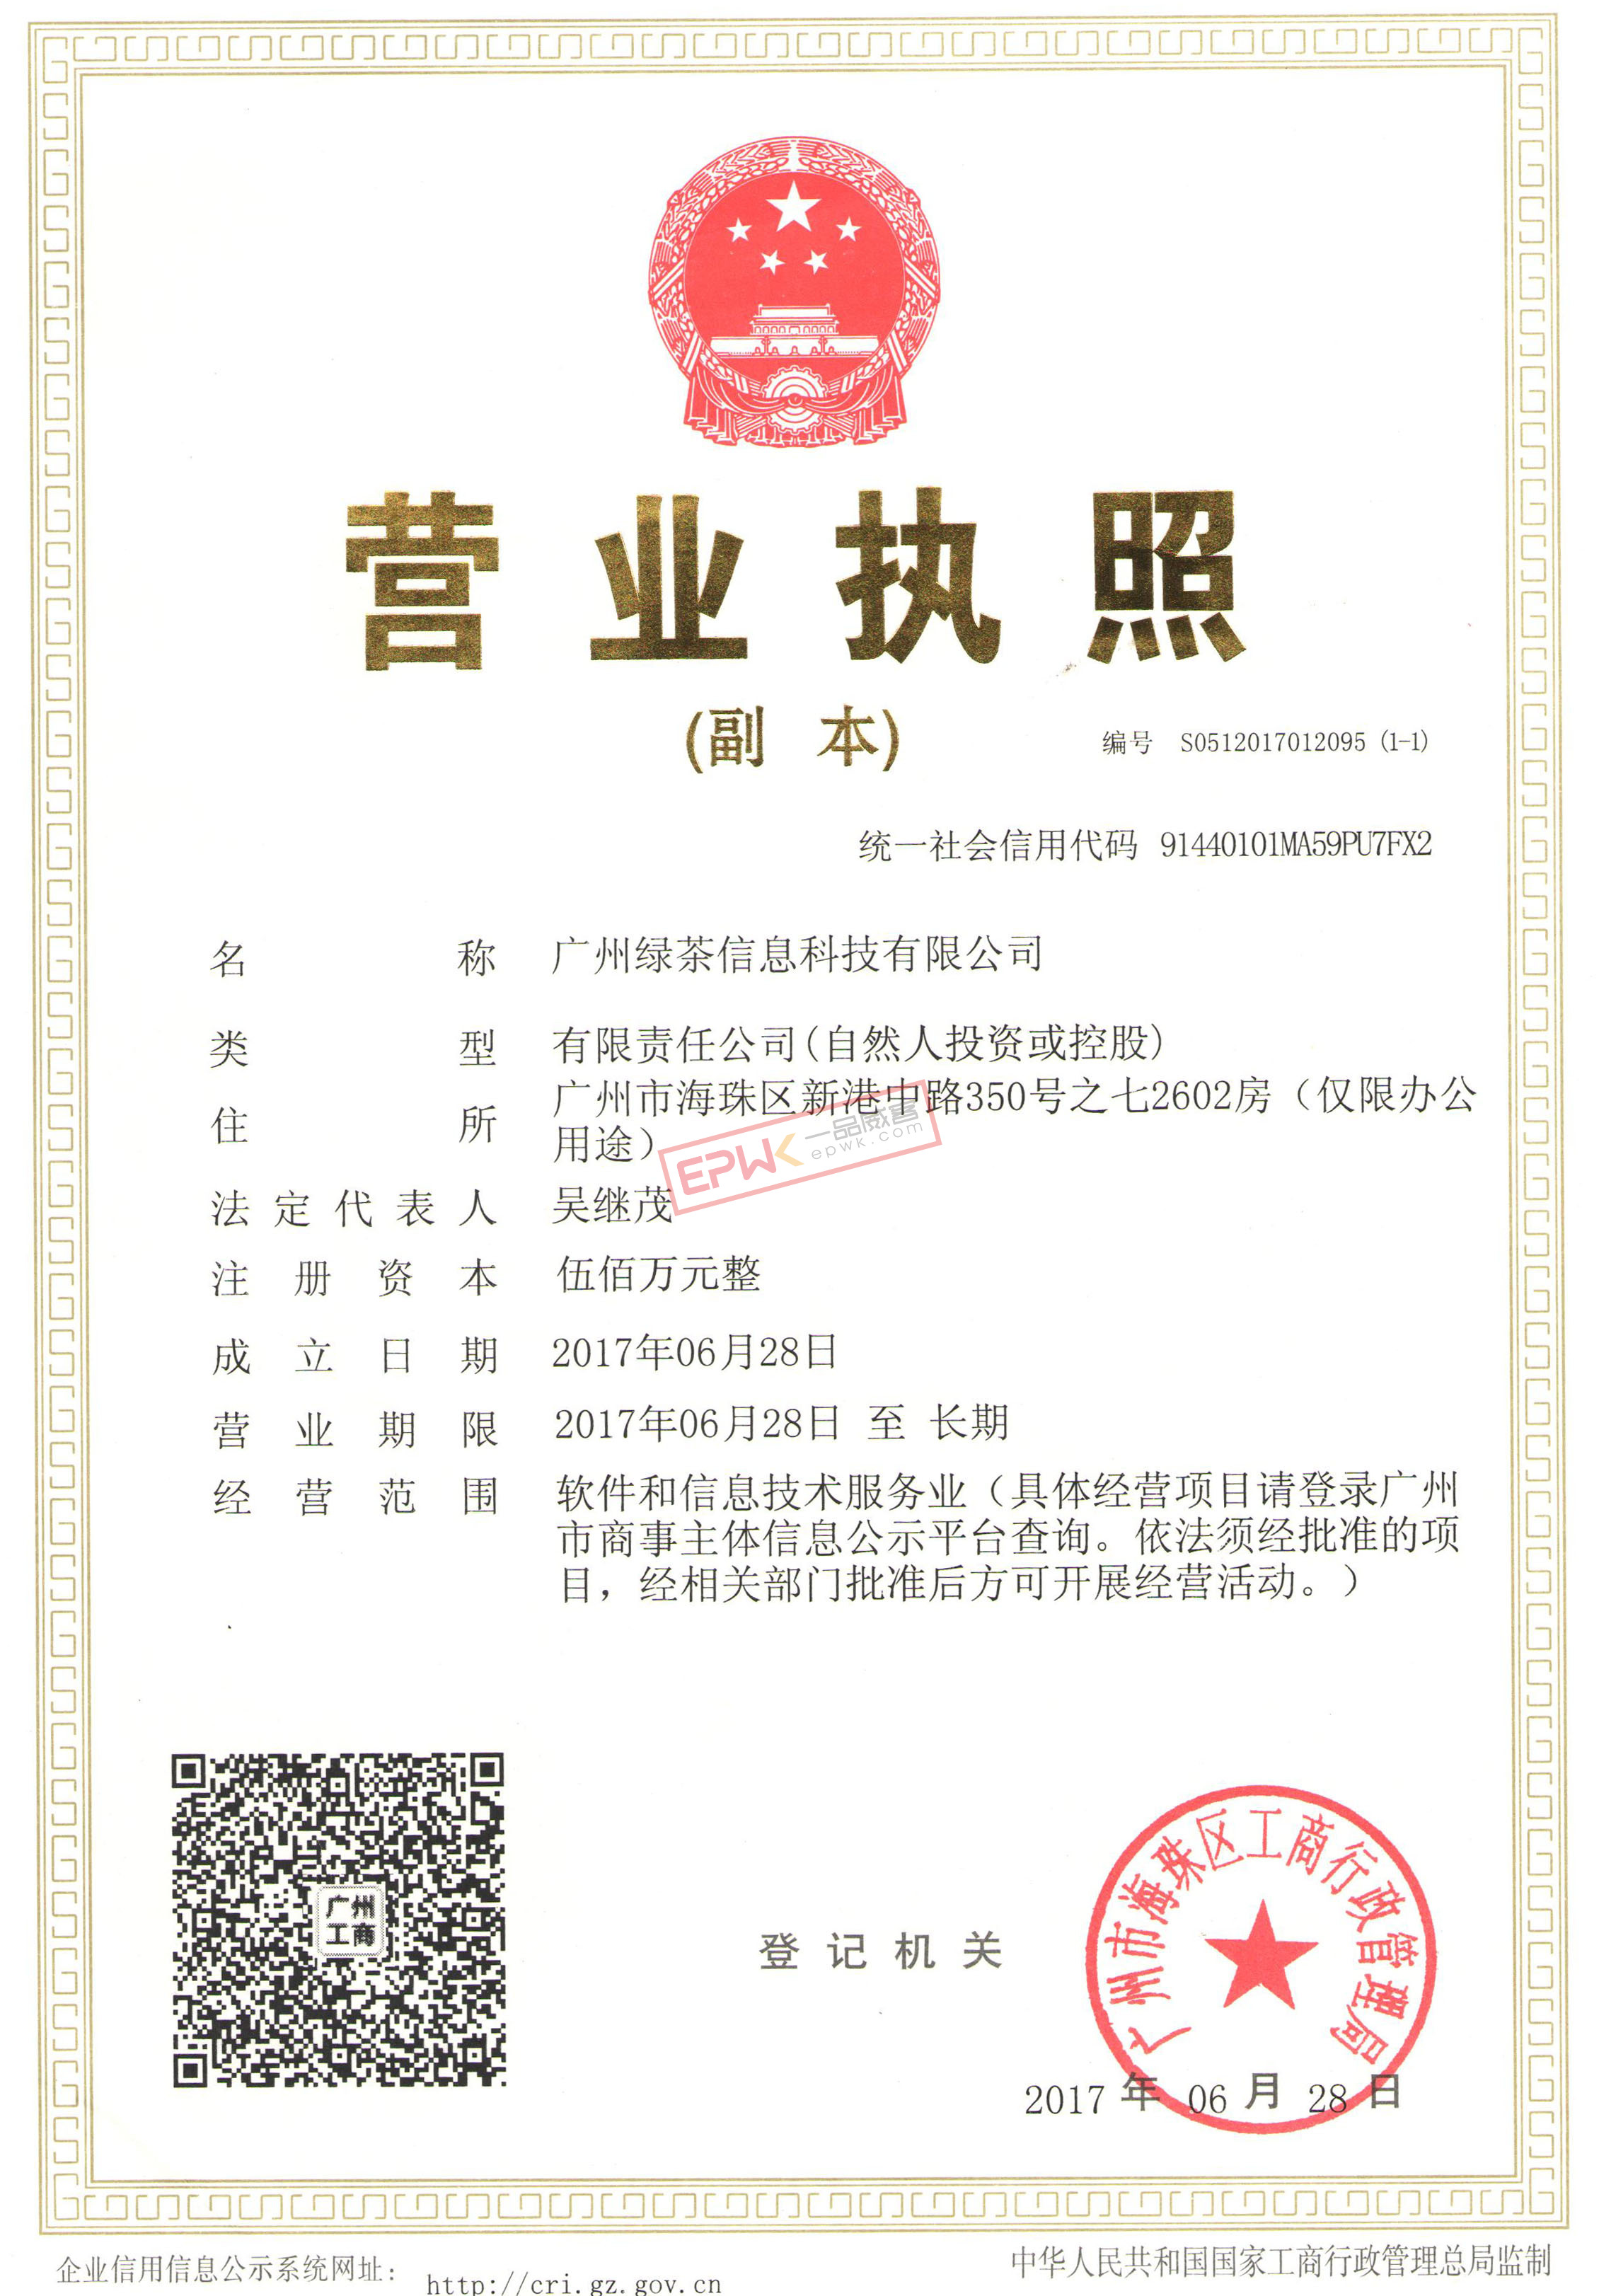 营业执照
(副 本)
编号 S0512017012095 (1-1)
统一社会信用代码 91440101MA59PU7FX2
名称 广州绿茶信息科技有限公司
类型 有限责任公司(自然人投资或控股)
住所 广州市海珠区新港中路350号之七2602房（仅限办公
用途）
EPWK 一品威客
epwk.com
法定代表人 吴继茂
注册资本 伍佰万元整
成立日期 2017年06月28日
营业期限 2017年06月28日 至 长期
经营范围 软件和信息技术服务业（具体经营项目请登录广州
市商事主体信息公示平台查询。依法须经批准的项
目，经相关部门批准后方可开展经营活动。）
广州
工商
登记机关
广州市海珠区工商行政管理局
2017 年 06 月 28 日
企业信用信息公示系统网址： http://cri.gz.gov.cn
中华人民共和国国家工商行政管理总局监制